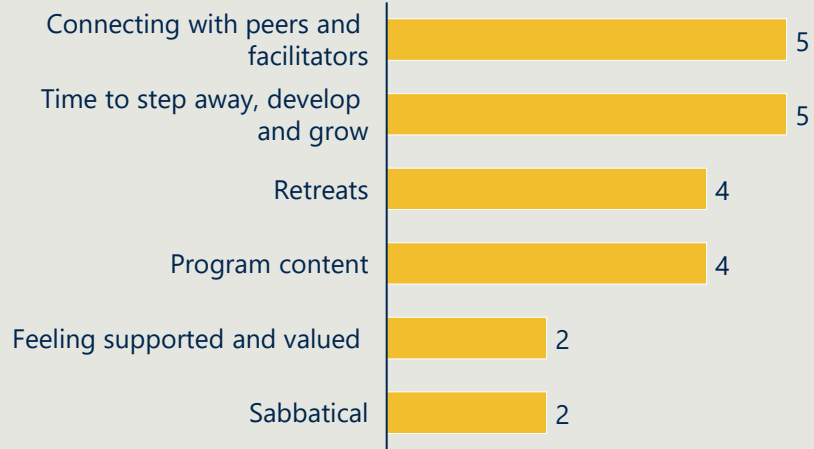 Connecting with peers and
facilitators
5
Time to step away, develop
and grow
5
Retreats
4
Program content
4
Feeling supported and valued
2
Sabbatical
2